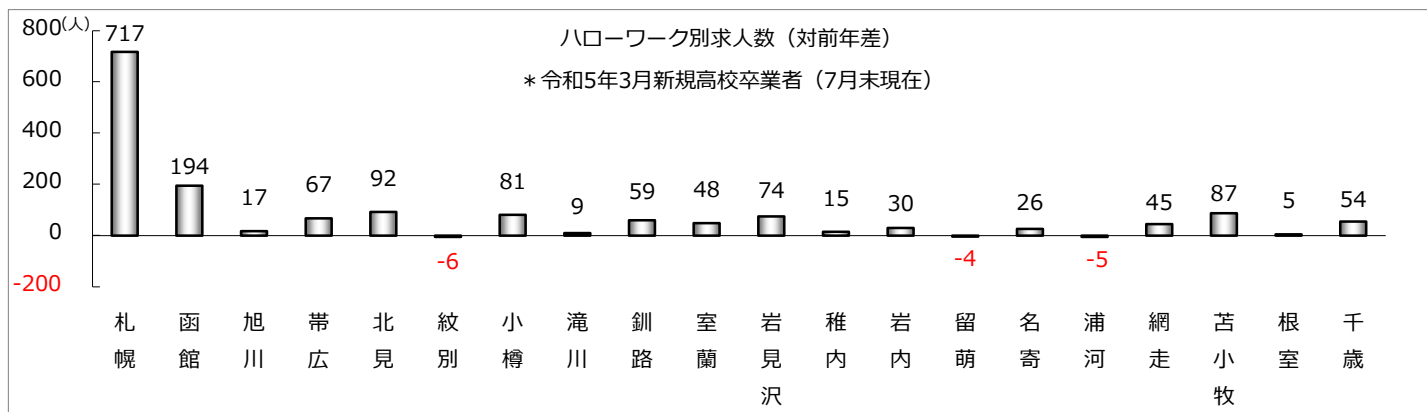 ハローワーク別求人数（対前年差）
＊令和5年3月新規高校卒業者（7月末現在）
(人)
800
600
400
200
0
-200
717
194
17
67
92
-6
81
9
59
48
74
15
30
-4
26
-5
45
87
5
54
札幌
函館
旭川
帯広
北見
紋別
小樽
滝川
釧路
室蘭
岩見沢
稚内
岩内
留萌
名寄
浦河
網走
苫小牧
根室
千歳